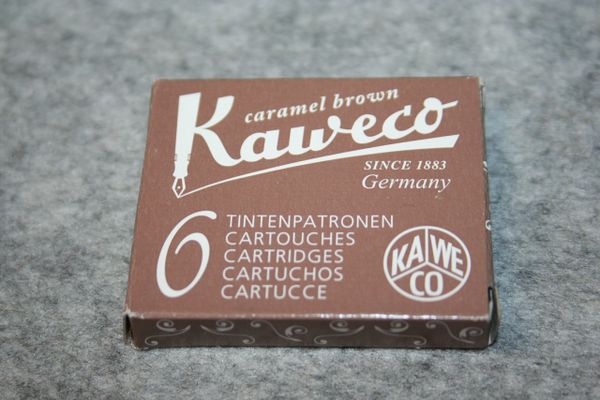 caramel brown
Kaweco
SINCE 1883
Germany
6
TINTENPATRONEN
CARTOUCHES
CARTRIDGES
CARTUCHOS
CARTUCCE
KA WE
CO